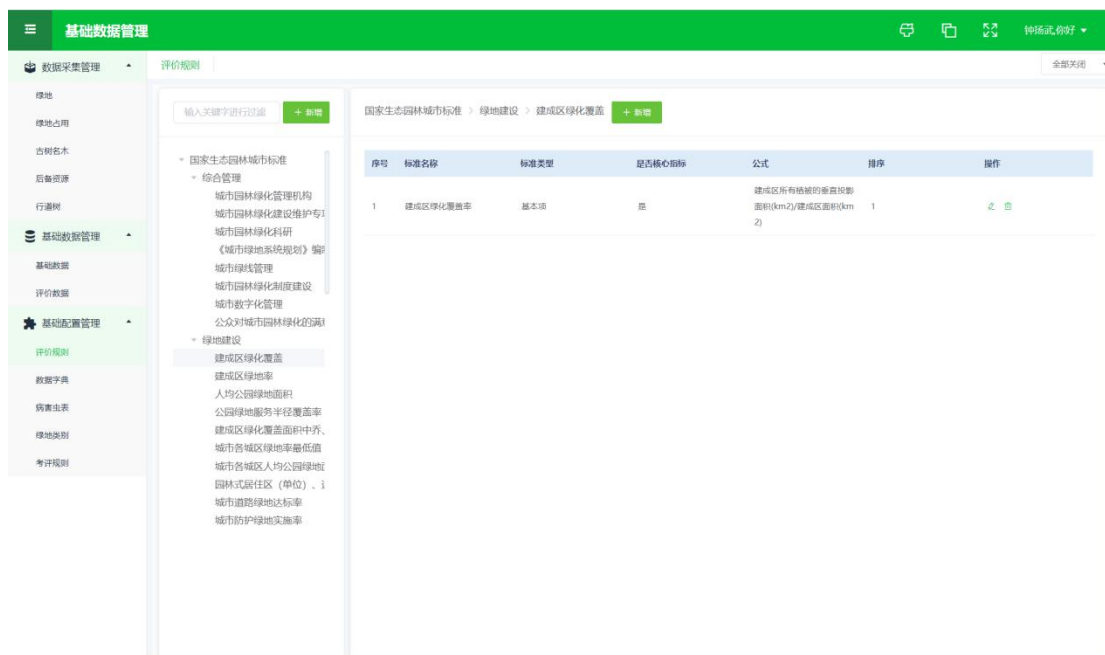 基础数据管理
钟扬武,你好
数据采集管理
绿地
绿地占用
古树名木
后备资源
行道树
基础数据管理
基础数据
评价数据
基础配置管理
评价规则
数据字典
病害虫表
绿地类别
考评规则
评价规则
全部关闭
输入关键字进行过滤
+ 新增
国家生态园林城市标准
综合管理
城市园林绿化管理机构
城市园林绿化建设维护专项
城市园林绿化科研
《城市绿地系统规划》编制
城市绿线管理
城市园林绿化制度建设
城市数字化管理
公众对城市园林绿化的满意
绿地建设
建成区绿化覆盖
建成区绿地率
人均公园绿地面积
公园绿地服务半径覆盖率
建成区绿化覆盖面积中乔、
城市各城区绿地率最低值
城市各城区人均公园绿地面
园林式居住区（单位）、
城市道路绿地达标率
城市防护绿地实施率
国家生态园林城市标准 > 绿地建设 > 建成区绿化覆盖 + 新增
序号 标准名称 标准类型 是否核心指标 公式 排序 操作
1 建成区绿化覆盖率 基本项 是 建成区所有植被的垂直投影
面积(km2)/建成区面积(km
2) 1